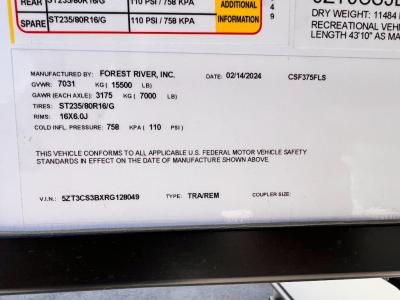 REAR ST235/80R16/G 110 PSI / 758 KPA ADDITIONAL
SPARE ST235/80R16/G 110 PSI / 758 KPA INFORMATION
49
DRY WEIGHT: 11484
RECREATIONAL VEHICLE
LENGTH 43'10" AS
MANUFACTURED BY: FOREST RIVER, INC. DATE: 02/14/2024 CSF375FLS
GVWR: 7031 KG ( 15500 LB)
GAWR (EACH AXLE): 3175 KG ( 7000 LB)
TIRES: ST235/80R16/G
RIMS: 16X6.0J
COLD INFL. PRESSURE: 758 KPA ( 110 PSI )
THIS VEHICLE CONFORMS TO ALL APPLICABLE U.S. FEDERAL MOTOR VEHICLE SAFETY
STANDARDS IN EFFECT ON THE DATE OF MANUFACTURE SHOWN ABOVE.
V.I.N.: 5ZT3CS3BXRG128049 TYPE: TRA/REM COUPLER SIZE: